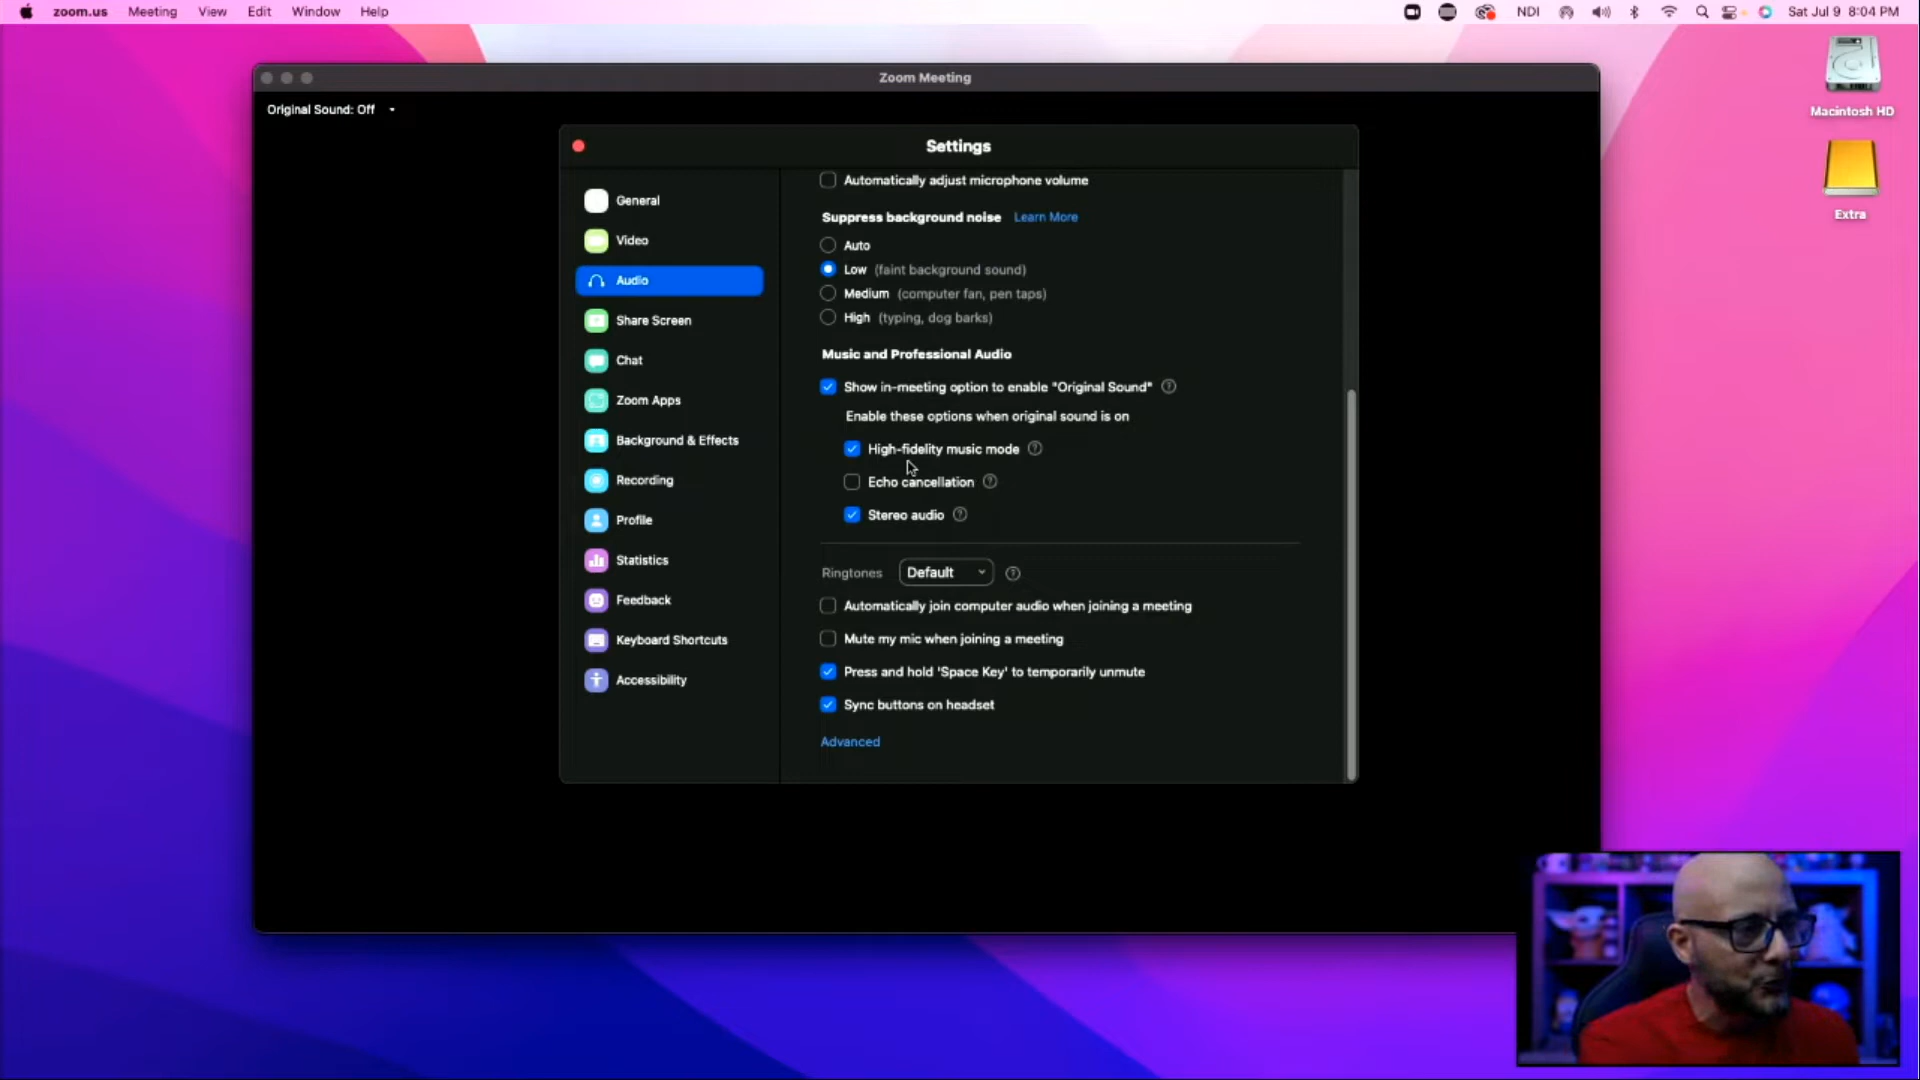 zoom.us Meeting View Edit Window Help NDI Sat Jul 9 8:04 PM
Zoom Meeting
Original Sound: Off
Macintosh HD
Extra
Settings
General
Video
Audio
Share Screen
Chat
Zoom Apps
Background & Effects
Recording
Profile
Statistics
Feedback
Keyboard Shortcuts
Accessibility
Automatically adjust microphone volume
Suppress background noise Learn More
Auto
Low (faint background sound)
Medium (computer fan, pen taps)
High (typing, dog barks)
Music and Professional Audio
Show in-meeting option to enable "Original Sound" ?
Enable these options when original sound is on
High-fidelity music mode ?
Echo cancellation ?
Stereo audio ?
Ringtones Default ?
Automatically join computer audio when joining a meeting
Mute my mic when joining a meeting
Press and hold 'Space Key' to temporarily unmute
Sync buttons on headset
Advanced